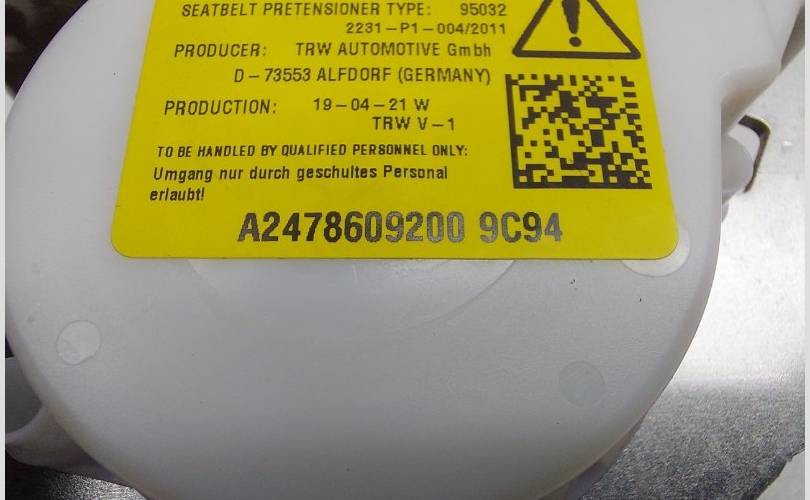 SEATBELT PRETENSIONER TYPE: 95032
2231-P1-004/2011
PRODUCER: TRW AUTOMOTIVE GmbH
D-73553 ALFDORF (GERMANY)
PRODUCTION: 19-04-21 W
TRW V-1
TO BE HANDLED BY QUALIFIED PERSONNEL ONLY:
Umgang nur durch geschultes Personal
erlaubt!
A2478609200 9C94